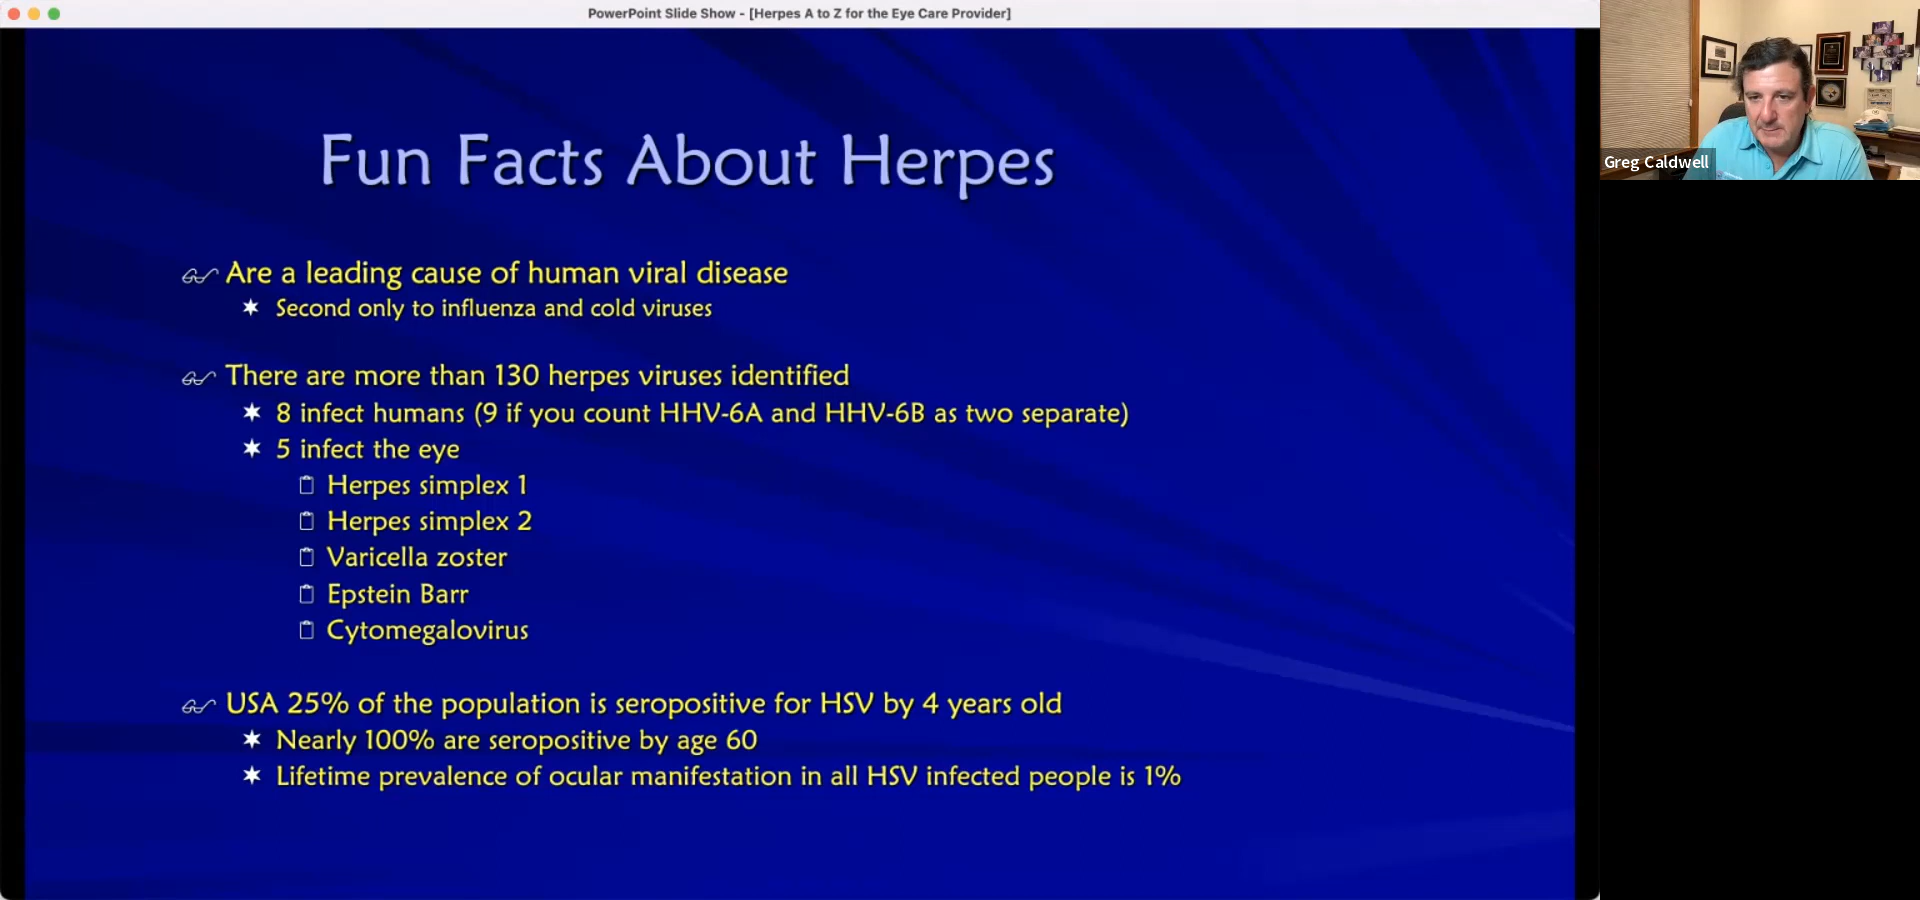 PowerPoint Slide Show - [Herpes A to Z for the Eye Care Provider]
Fun Facts About Herpes
Are a leading cause of human viral disease
Second only to influenza and cold viruses
There are more than 130 herpes viruses identified
8 infect humans (9 if you count HHV-6A and HHV-6B as two separate)
5 infect the eye
Herpes simplex 1
Herpes simplex 2
Varicella zoster
Epstein Barr
Cytomegalovirus
USA 25% of the population is seropositive for HSV by 4 years old
Nearly 100% are seropositive by age 60
Lifetime prevalence of ocular manifestation in all HSV infected people is 1%
Greg Caldwell